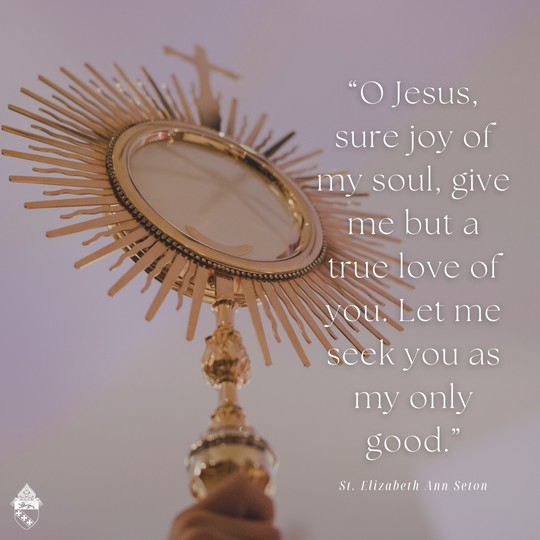 “O Jesus,
sure joy of
my soul, give
me but a
true love of
you. Let me
seek you as
my only
good.”
St. Elizabeth Ann Seton